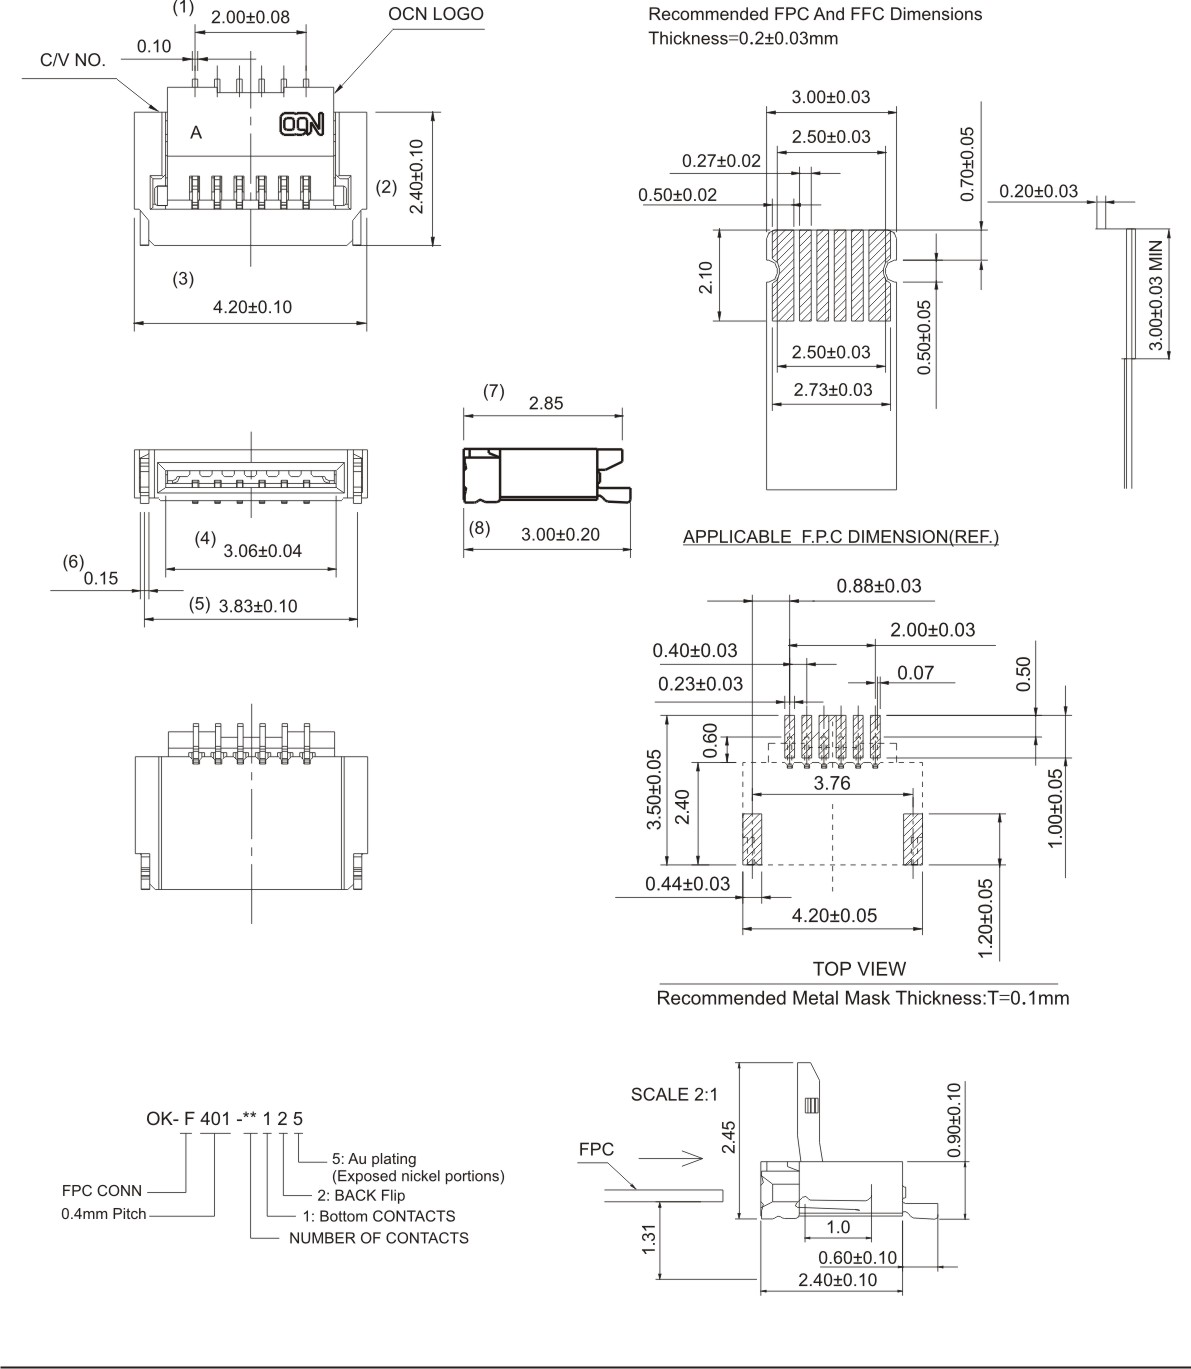 (1)
2.00±0.08
OCN LOGO
0.10
C/V NO.
A
OCN
(2)
2.40±0.10
(3)
4.20±0.10
Recommended FPC And FFC Dimensions
Thickness=0.2±0.03mm
3.00±0.03
2.50±0.03
0.27±0.02
0.50±0.02
0.70±0.05
0.20±0.03
2.10
3.00±0.03 MIN
0.50±0.05
2.50±0.03
2.73±0.03
(7)
2.85
(8)
3.00±0.20
(4)
3.06±0.04
(6)
0.15
(5) 3.83±0.10
APPLICABLE F.P.C DIMENSION(REF.)
0.88±0.03
2.00±0.03
0.40±0.03
0.07
0.50
0.23±0.03
0.60
3.50±0.05
2.40
3.76
1.00±0.05
0.44±0.03
4.20±0.05
1.20±0.05
TOP VIEW
Recommended Metal Mask Thickness:T=0.1mm
OK- F 401 -** 1 2 5
5: Au plating
(Exposed nickel portions)
FPC CONN
2: BACK Flip
0.4mm Pitch
1: Bottom CONTACTS
NUMBER OF CONTACTS
SCALE 2:1
2.45
0.90±0.10
FPC
1.31
1.0
0.60±0.10
2.40±0.10